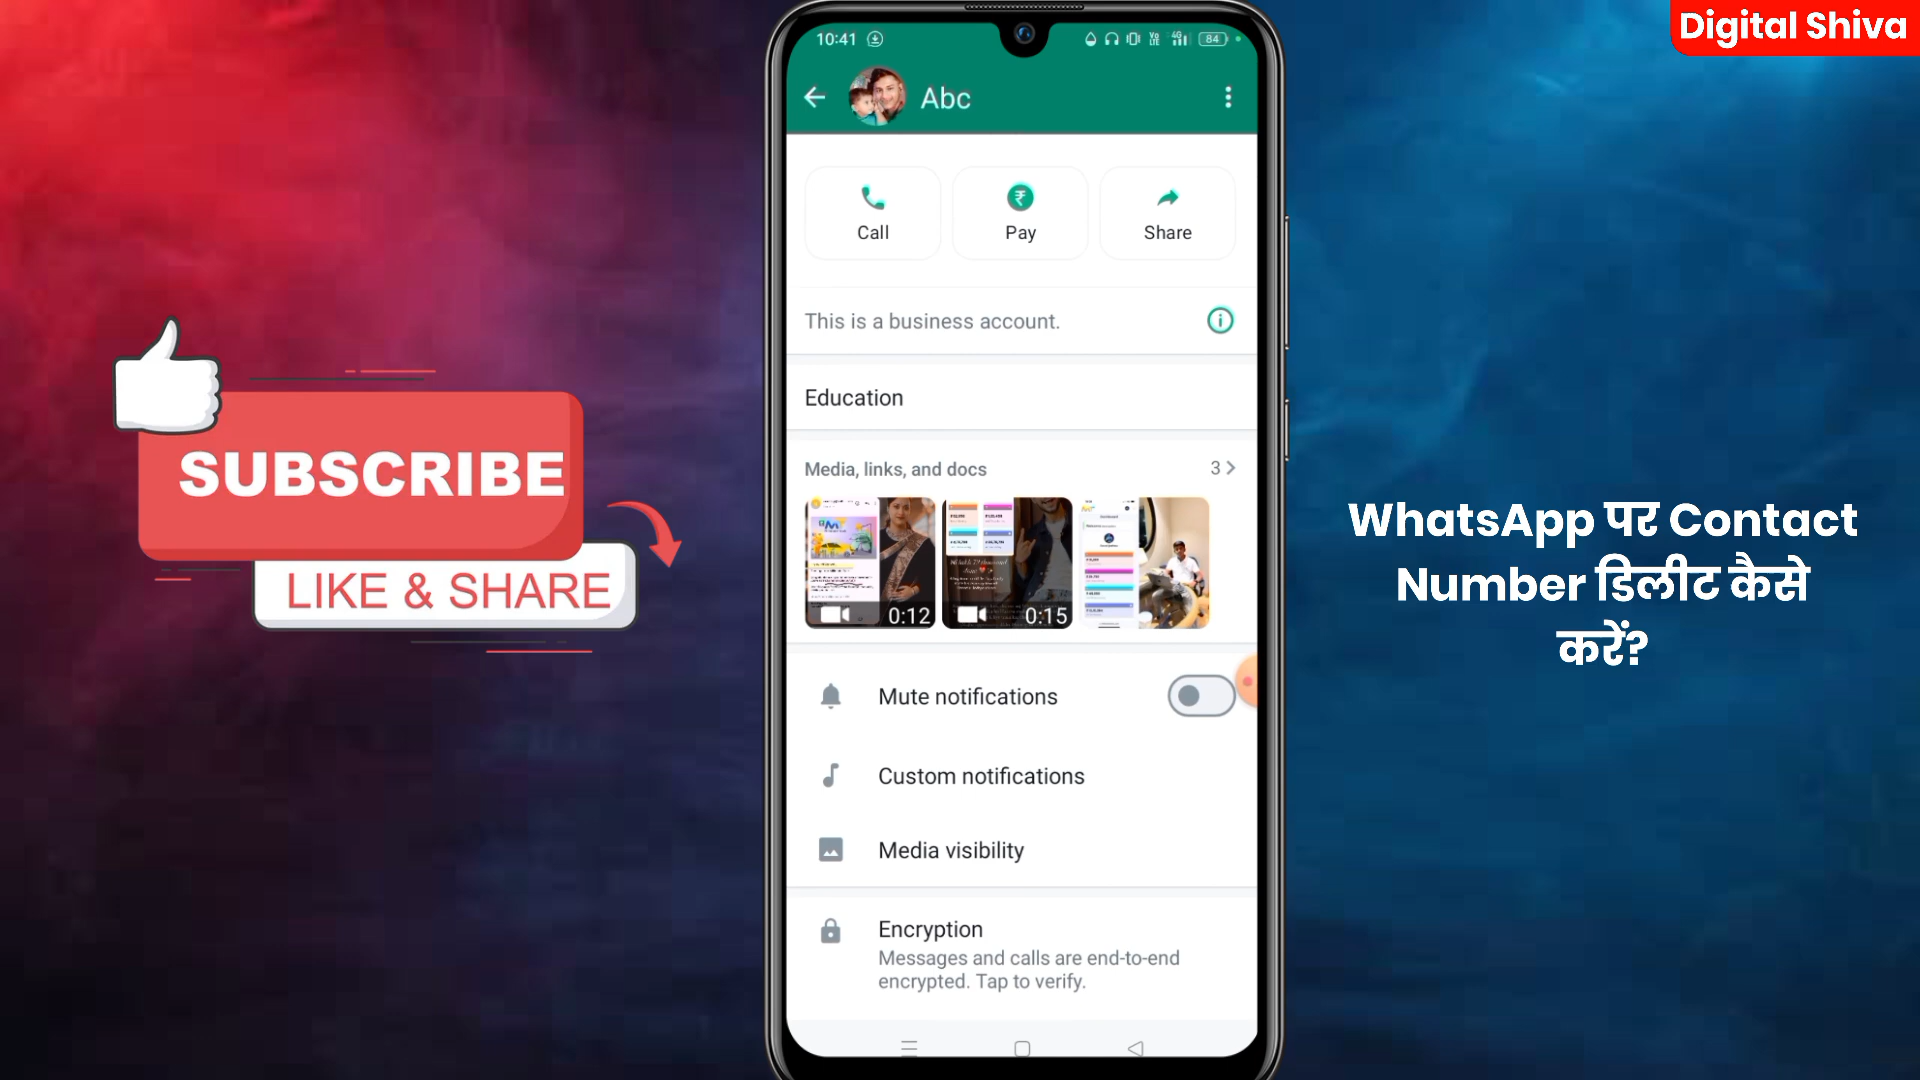 Digital Shiva
10:41
84
Abc
Call
Pay
Share
This is a business account.
Education
Media, links, and docs
3
0:12
0:15
Mute notifications
Custom notifications
Media visibility
Encryption
Messages and calls are end-to-end
encrypted. Tap to verify.
SUBSCRIBE
LIKE & SHARE
WhatsApp पर Contact
Number डिलीट कैसे
करें?